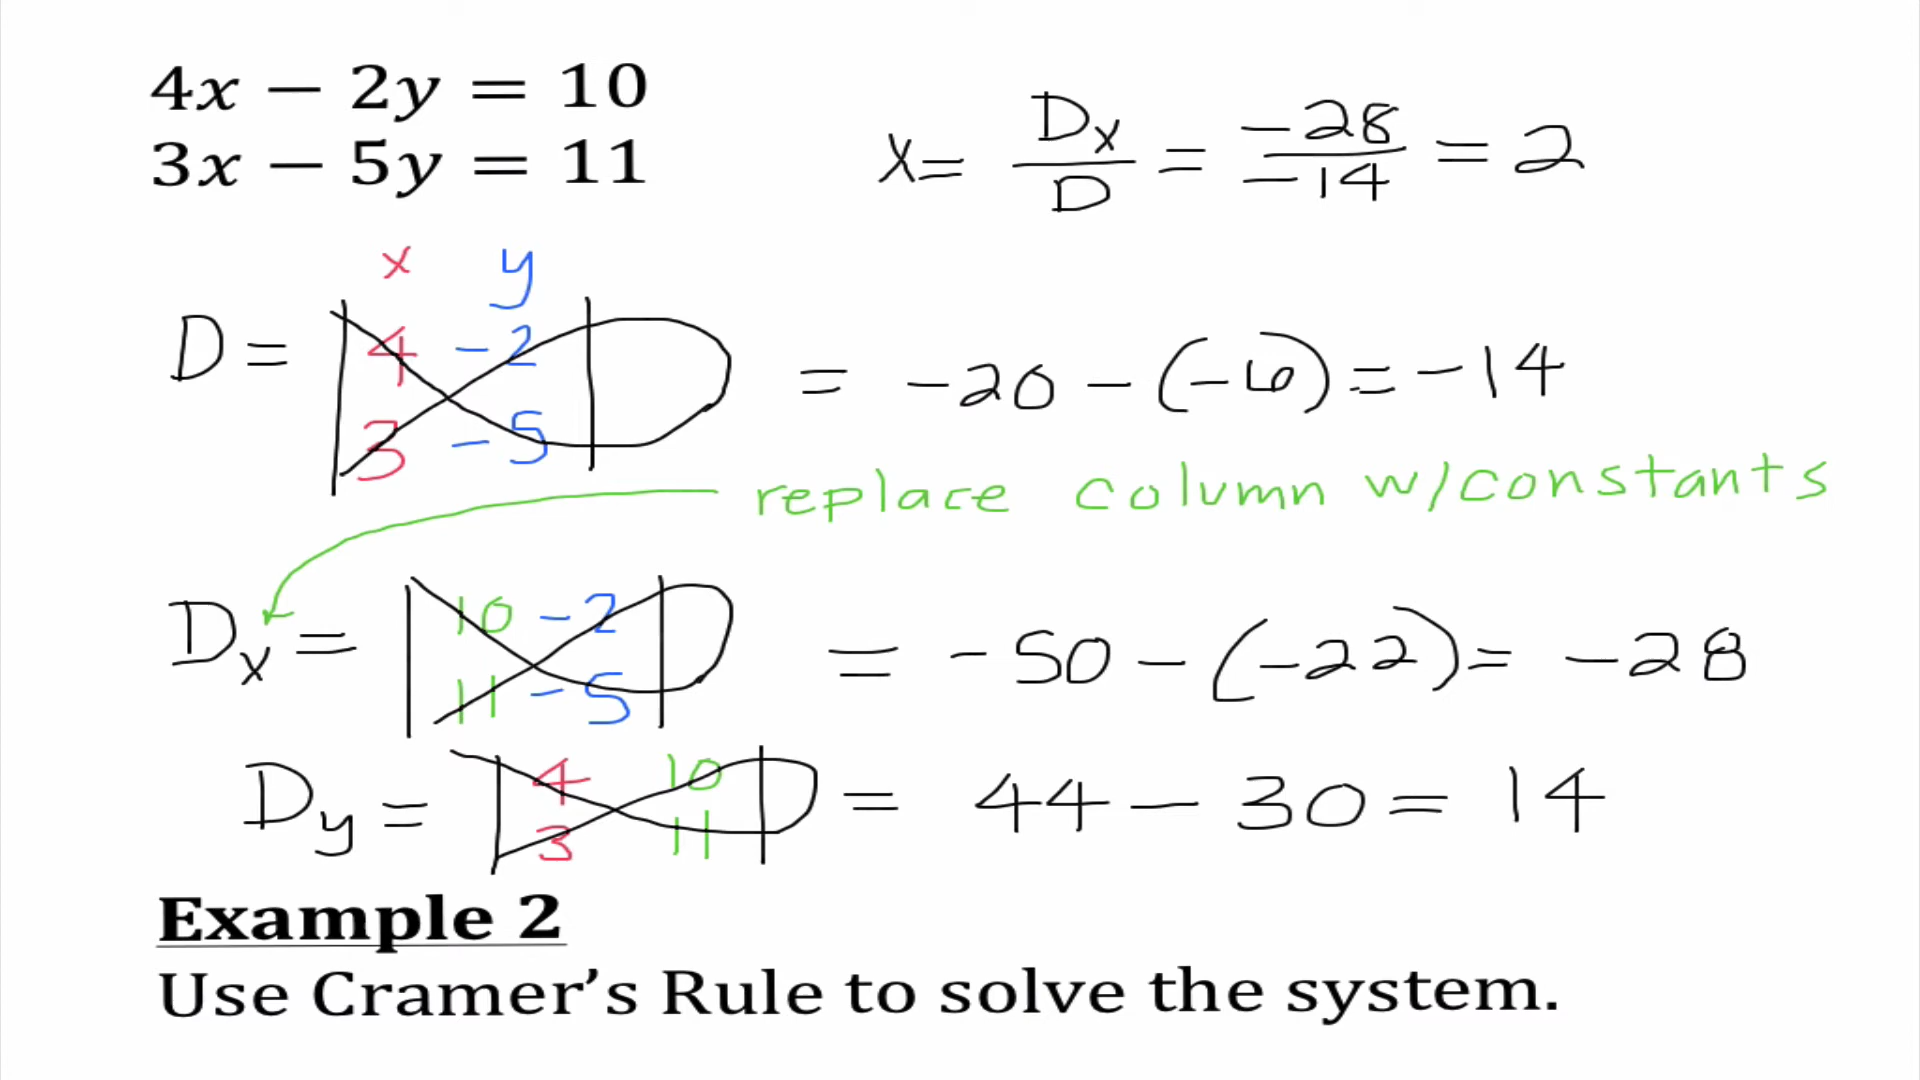 4x − 2y = 10
3x − 5y = 11
x = Dx/D = −28/−14 = 2
x y
D = |4 −2| = −20 − (−6) = −14
|3 −5|
replace column w/constants
Dx = |10 −2| = −50 − (−22) = −28
|11 −5|
Dy = |4 10| = 44 − 30 = 14
|3 11|
Example 2
Use Cramer’s Rule to solve the system.